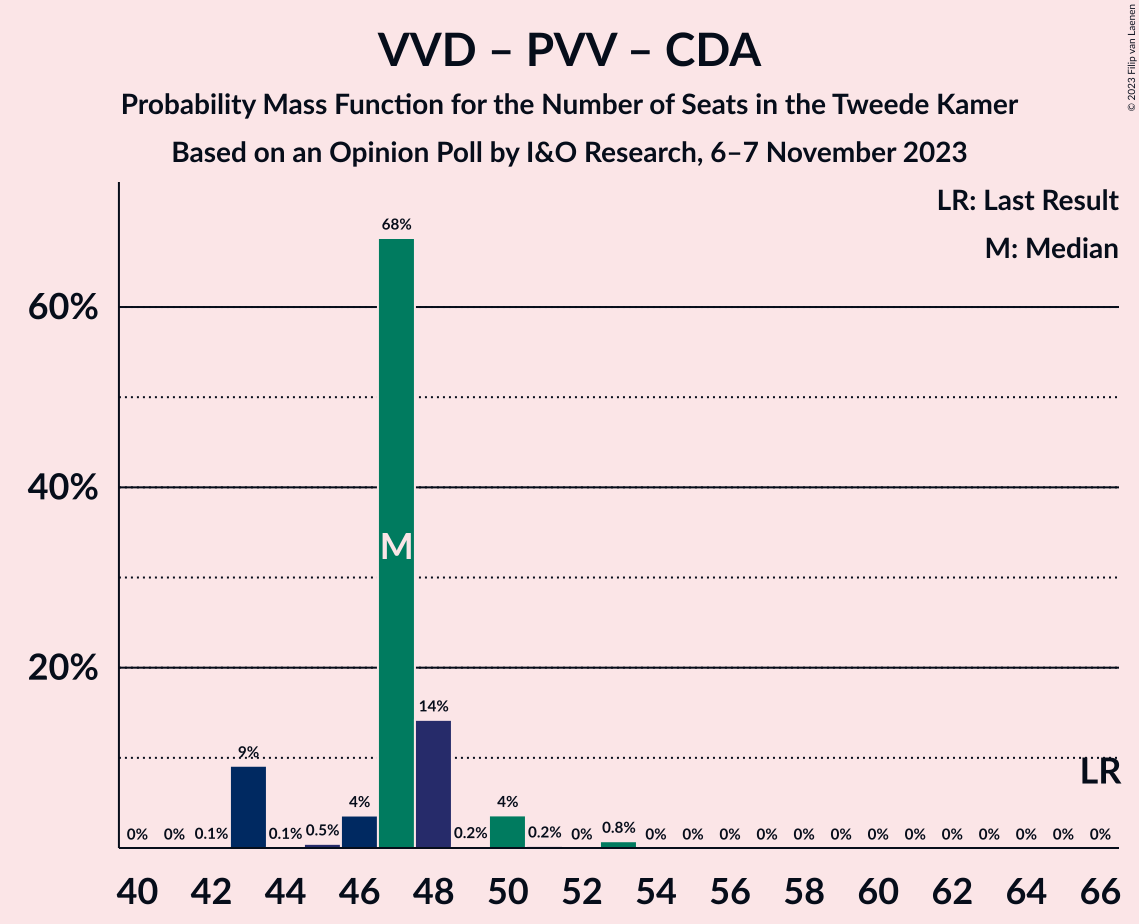 VVD – PVV – CDA
Probability Mass Function for the Number of Seats in the Tweede Kamer
Based on an Opinion Poll by I&O Research, 6–7 November 2023
© 2023 Filip van Laenen
LR: Last Result
M: Median
60%
40%
20%
68%
M
14%
9%
LR
0% 0% 0.1% 0.1% 0.5% 4% 0.2% 4% 0.2% 0% 0.8% 0% 0% 0% 0% 0% 0% 0% 0% 0% 0% 0% 0% 0%
40 42 44 46 48 50 52 54 56 58 60 62 64 66